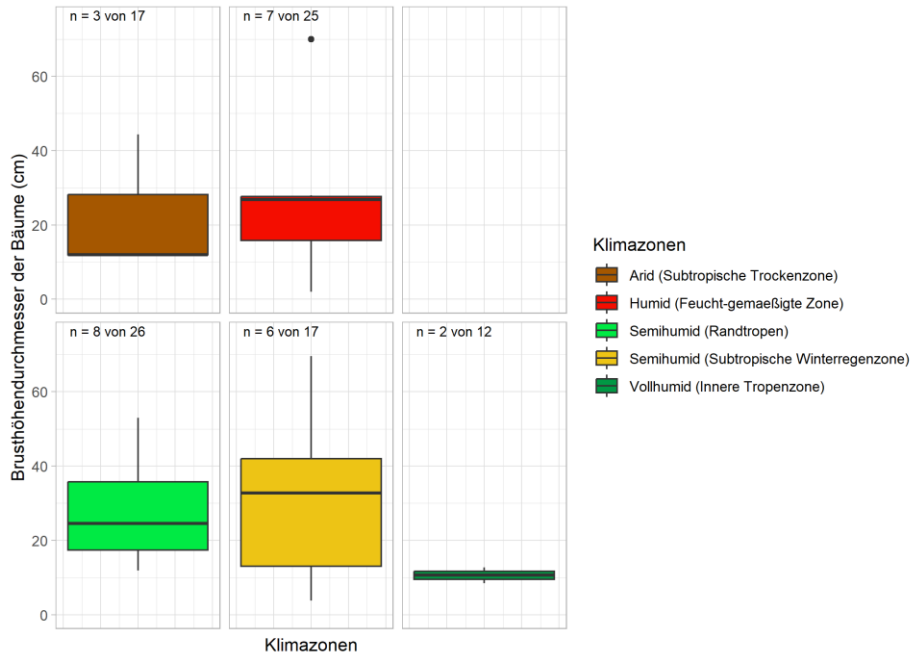 n = 3 von 17
n = 7 von 25
60
40
20
0
n = 8 von 26
n = 6 von 17
n = 2 von 12
60
40
20
0
Brusthöhendurchmesser der Bäume (cm)
Klimazonen
Klimazonen
Arid (Subtropische Trockenzone)
Humid (Feucht-gemaeßigte Zone)
Semihumid (Randtropen)
Semihumid (Subtropische Winterregenzone)
Vollhumid (Innere Tropenzone)